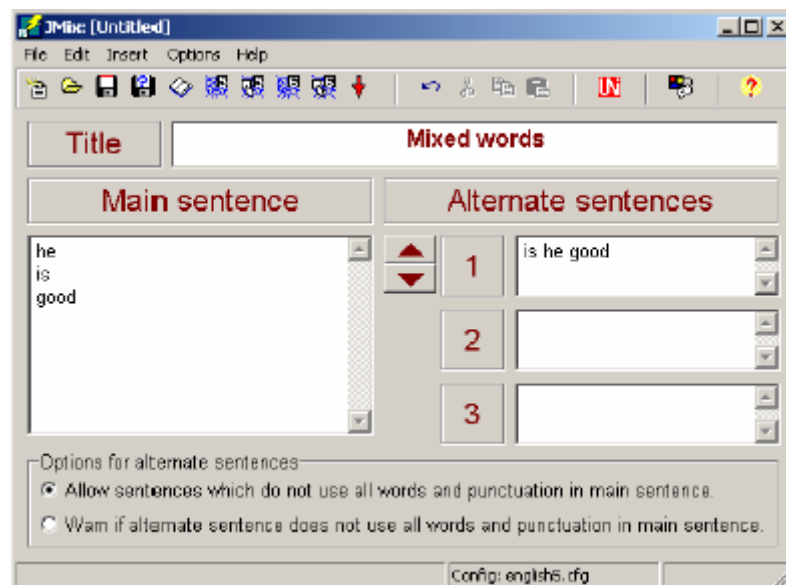 JMix: [Untitled]
File Edit Insert Options Help
Title
Mixed words
Main sentence
Alternate sentences
he
is
good
1
is he good
2
3
Options for alternate sentences
Allow sentences which do not use all words and punctuation in main sentence.
Warn if alternate sentence does not use all words and punctuation in main sentence.
Config: english6.cfg